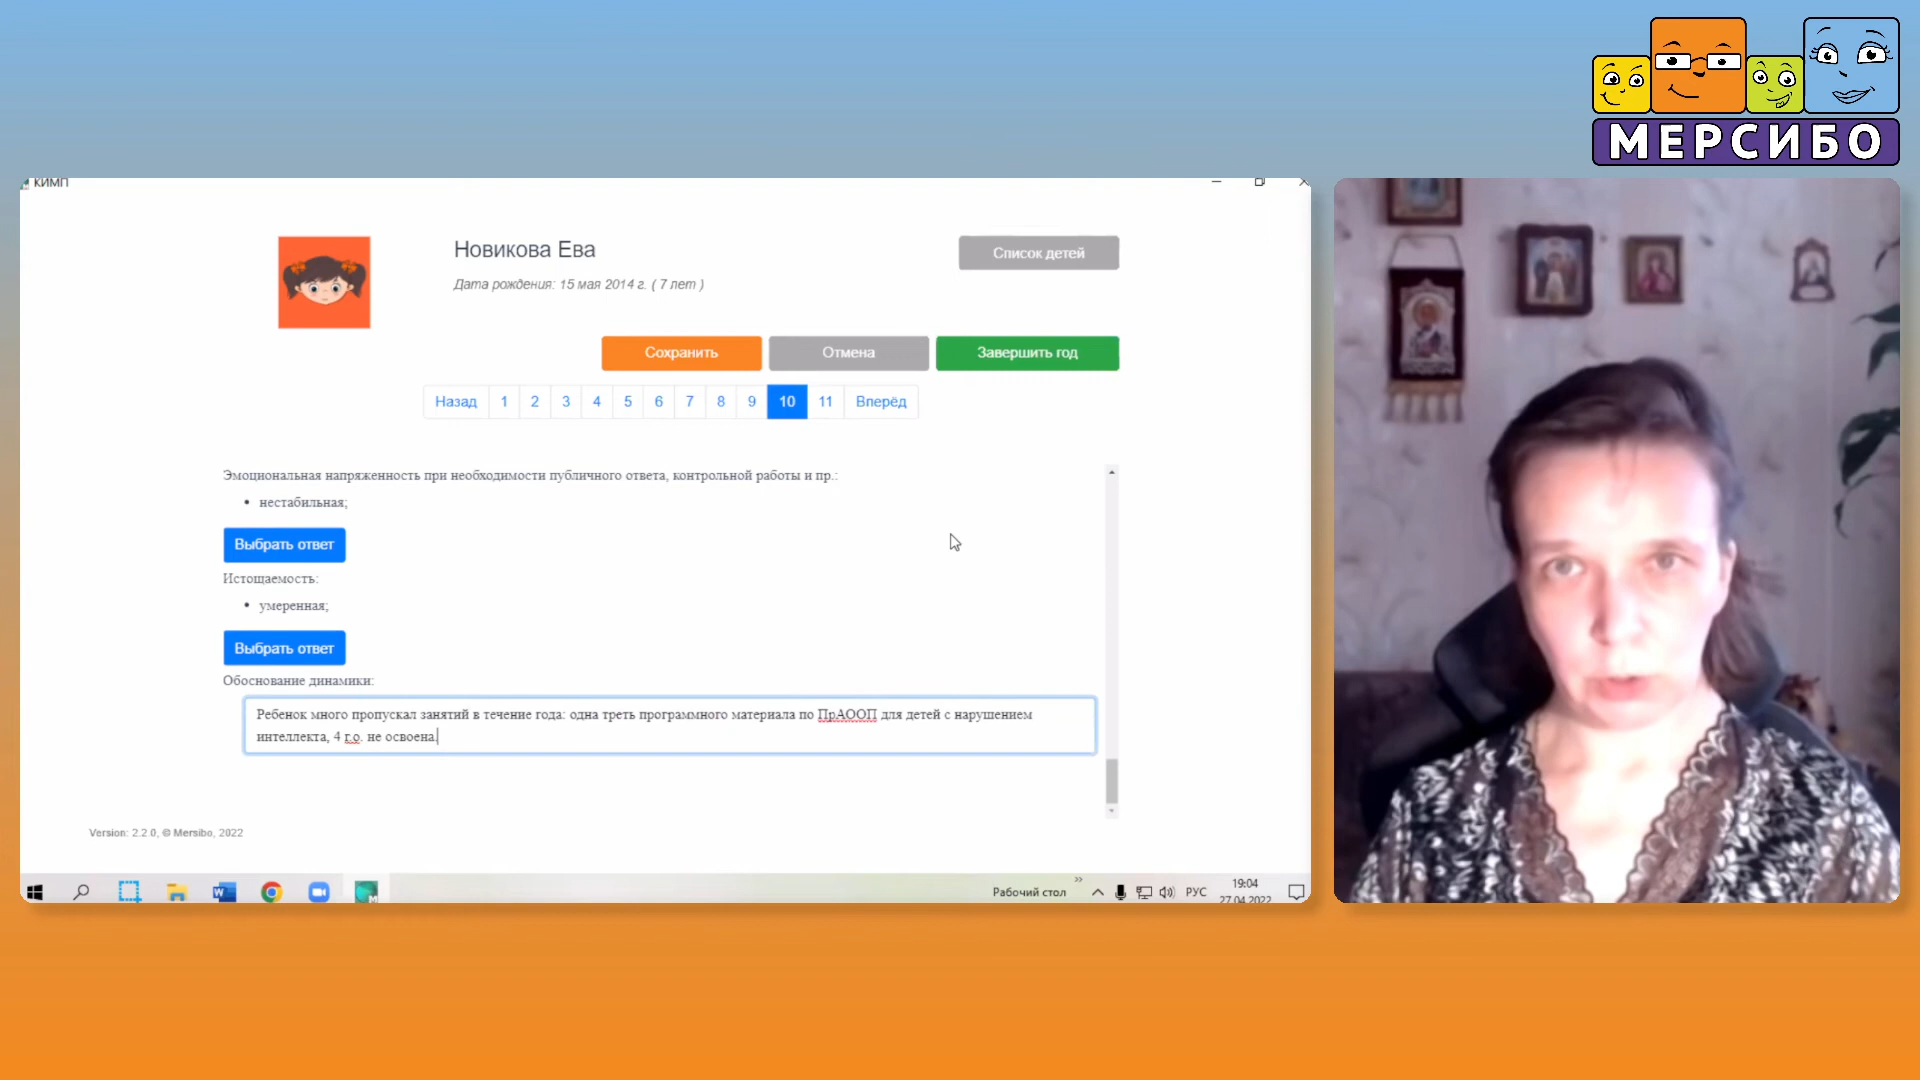 МЕРСИБО
КИМП
Новикова Ева
Список детей
Дата рождения: 15 мая 2014 г. ( 7 лет )
Сохранить
Отмена
Завершить год
Назад 1 2 3 4 5 6 7 8 9 10 11 Вперёд
Эмоциональная напряженность при необходимости публичного ответа, контрольной работы и пр.:
• нестабильная;
Выбрать ответ
Истощаемость:
• умеренная;
Выбрать ответ
Обоснование динамики:
Ребенок много пропускал занятий в течение года: одна треть программного материала по ПрАООП для детей с нарушением
интеллекта, 4 г.о. не освоена.
Version: 2.2.0, © Mersibo, 2022
Рабочий стол
РУС
19:04
27.04.2022